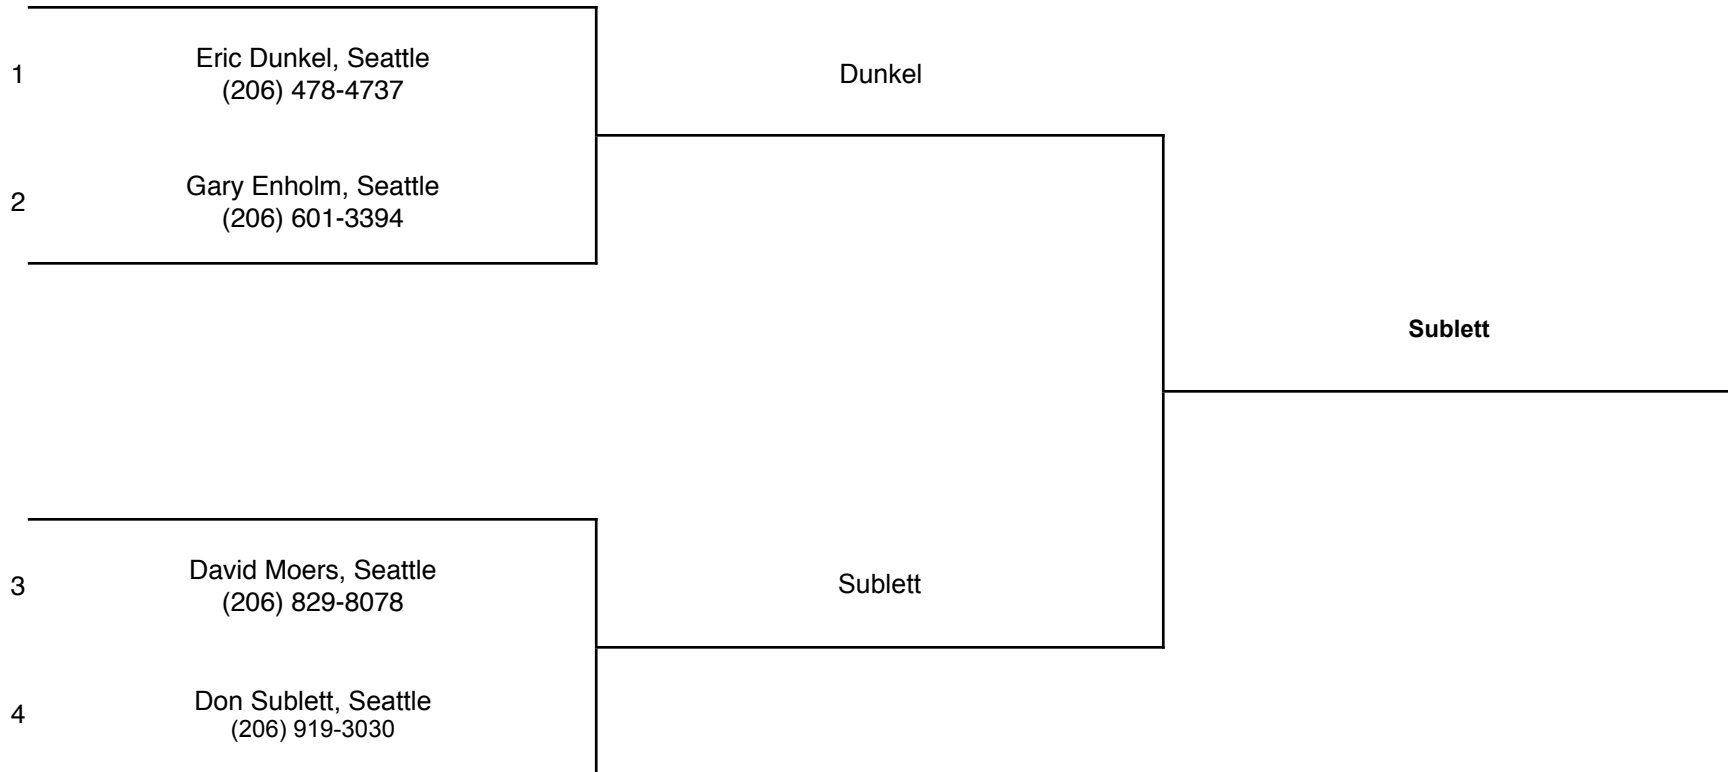 1
Eric Dunkel, Seattle
(206) 478-4737
Dunkel
2
Gary Enholm, Seattle
(206) 601-3394
Sublett
3
David Moers, Seattle
(206) 829-8078
Sublett
4
Don Sublett, Seattle
(206) 919-3030